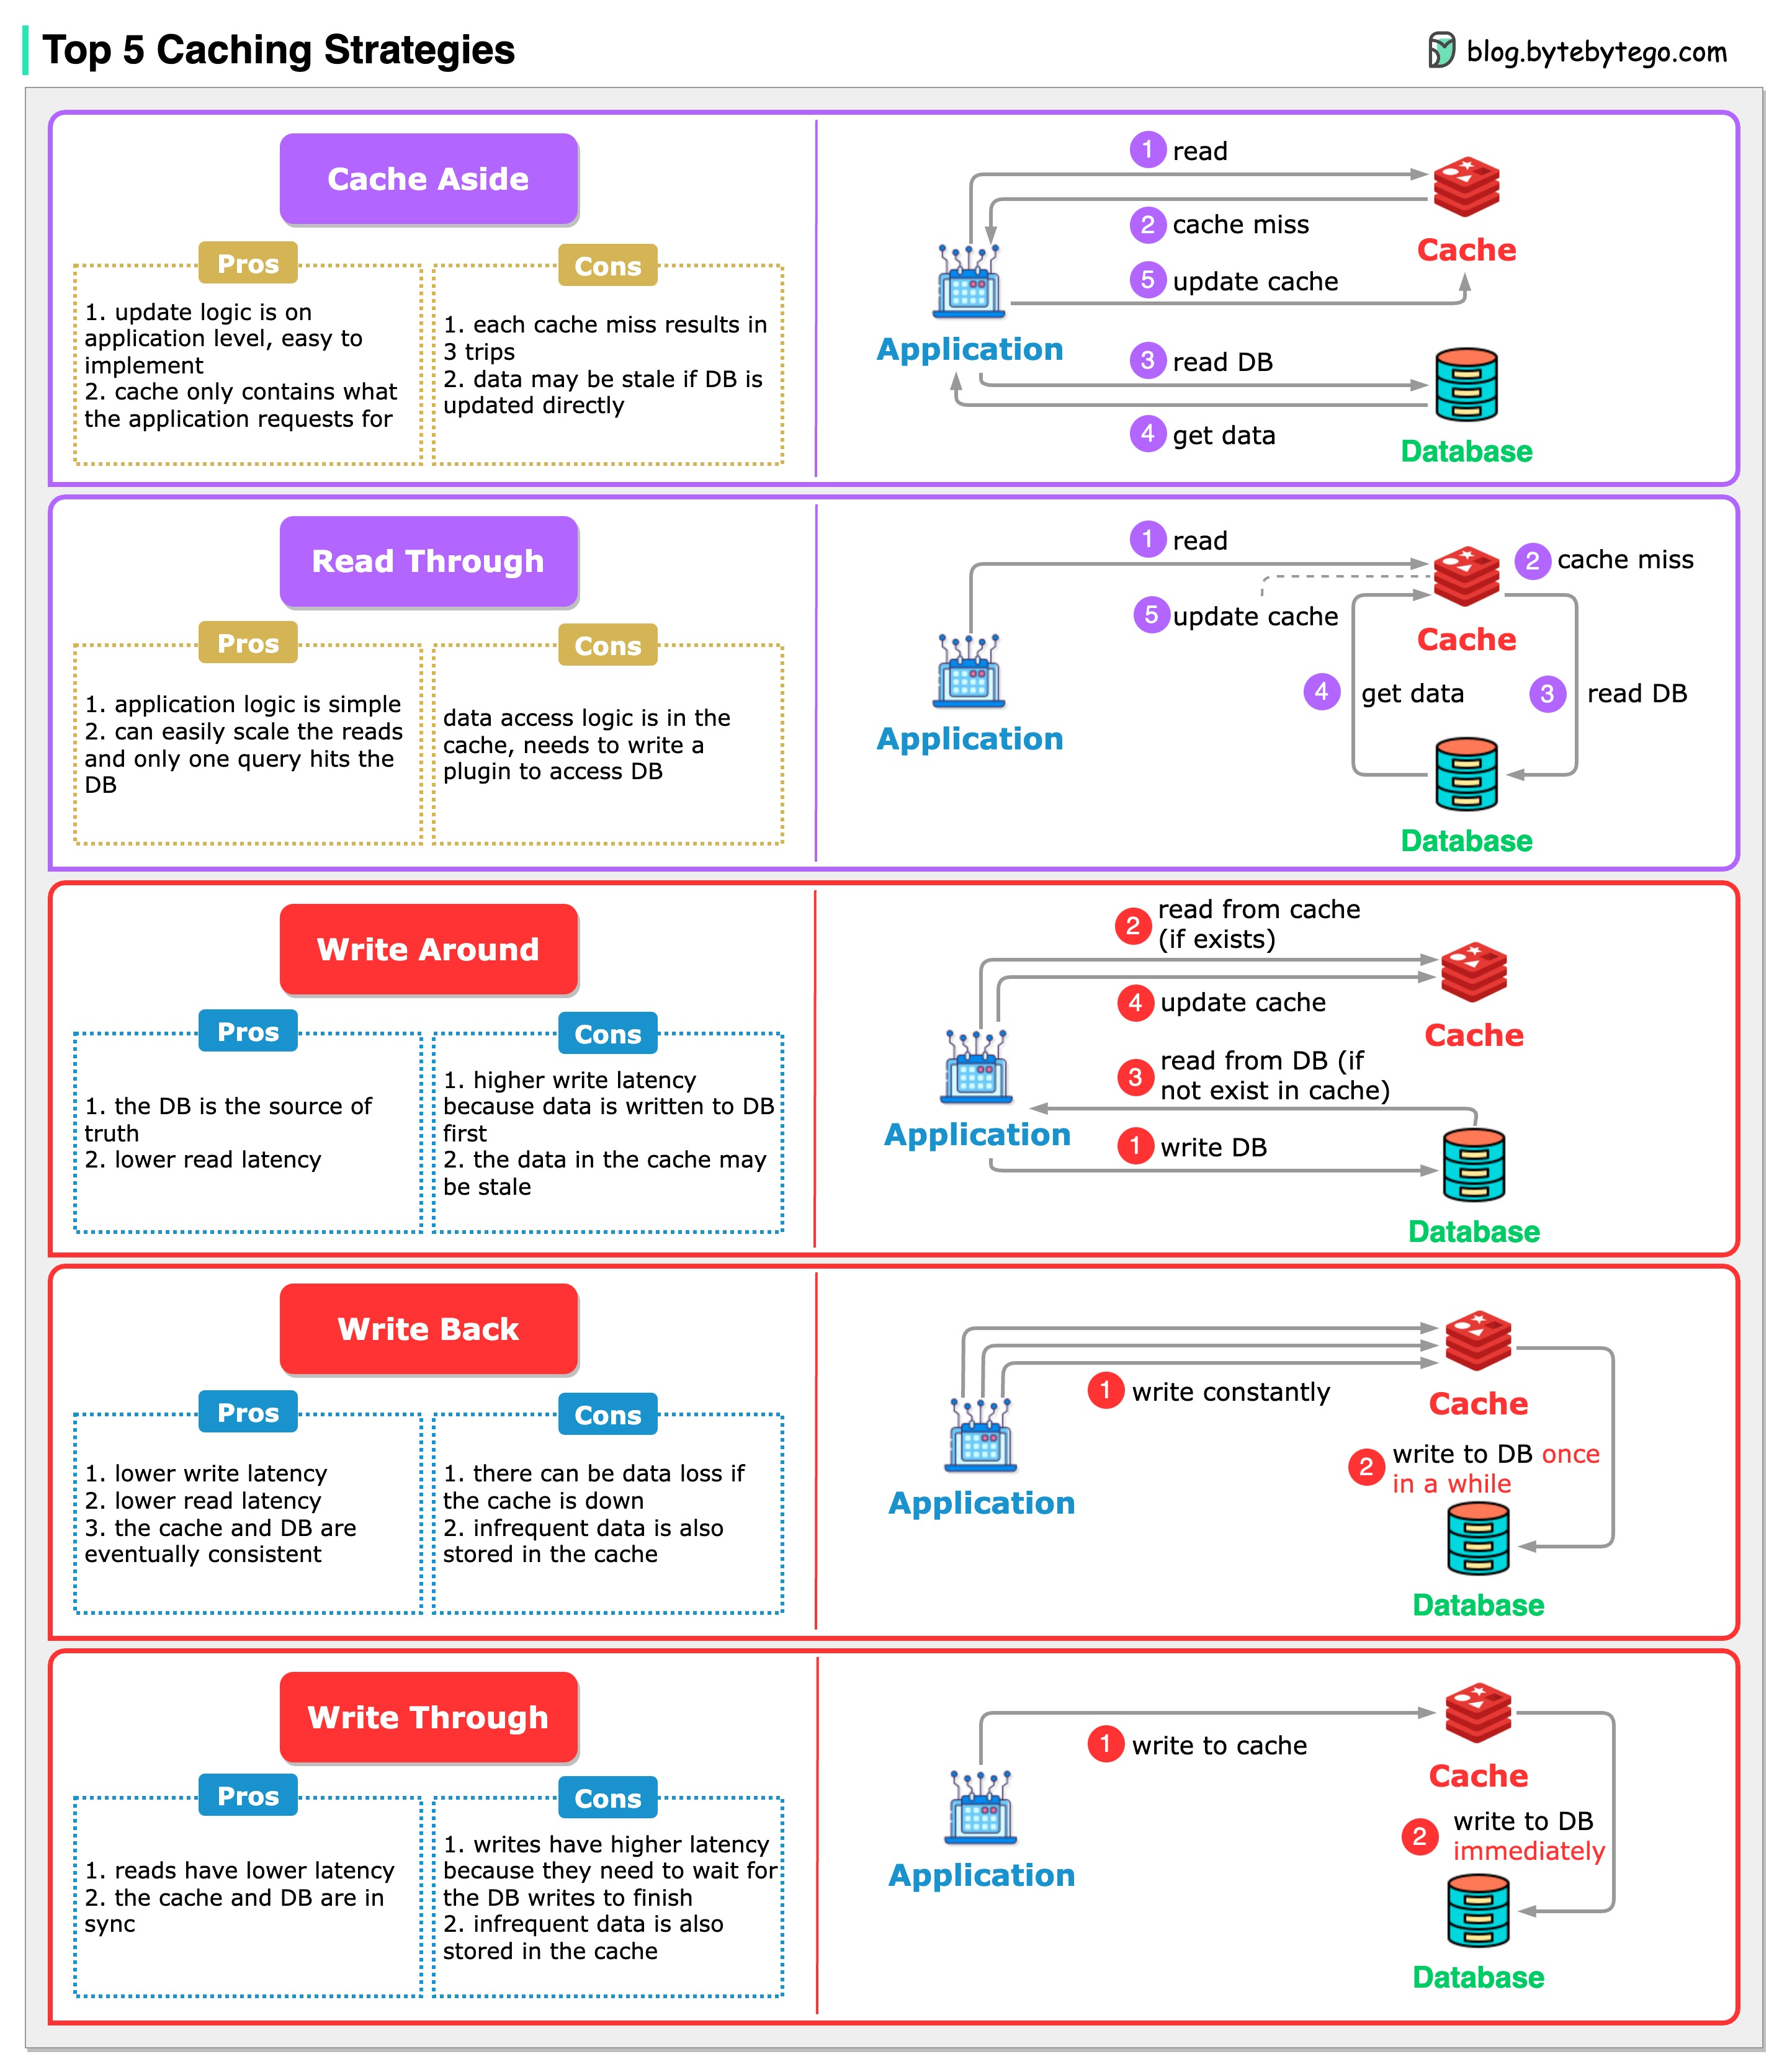 Top 5 Caching Strategies
blog.bytebytego.com
Cache Aside
Pros
1. update logic is on
application level, easy to
implement
2. cache only contains what
the application requests for
Cons
1. each cache miss results in
3 trips
2. data may be stale if DB is
updated directly
1 read
2 cache miss
5 update cache
Cache
Application
3 read DB
4 get data
Database
Read Through
Pros
1. application logic is simple
2. can easily scale the reads
and only one query hits the
DB
Cons
data access logic is in the
cache, needs to write a
plugin to access DB
1 read
2 cache miss
5 update cache
Cache
4 get data
3 read DB
Application
Database
Write Around
Pros
1. the DB is the source of
truth
2. lower read latency
Cons
1. higher write latency
because data is written to DB
first
2. the data in the cache may
be stale
2 read from cache
(if exists)
4 update cache
Cache
3 read from DB (if
not exist in cache)
Application
1 write DB
Database
Write Back
Pros
1. lower write latency
2. lower read latency
3. the cache and DB are
eventually consistent
Cons
1. there can be data loss if
the cache is down
2. infrequent data is also
stored in the cache
1 write constantly
Cache
2 write to DB once
in a while
Application
Database
Write Through
Pros
1. reads have lower latency
2. the cache and DB are in
sync
Cons
1. writes have higher latency
because they need to wait for
the DB writes to finish
2. infrequent data is also
stored in the cache
1 write to cache
Cache
2 write to DB
immediately
Application
Database